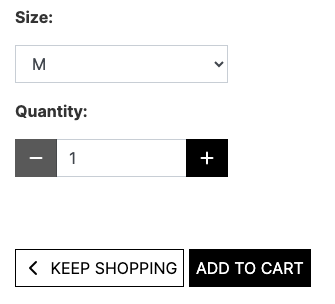 Size:
M
Quantity:
− 1 +
KEEP SHOPPING ADD TO CART